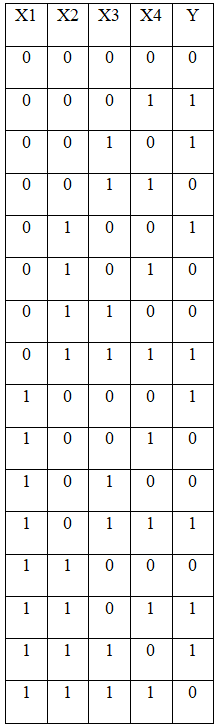 X1 X2 X3 X4 Y
0 0 0 0 0
0 0 0 1 1
0 0 1 0 1
0 0 1 1 0
0 1 0 0 1
0 1 0 1 0
0 1 1 0 0
0 1 1 1 1
1 0 0 0 1
1 0 0 1 0
1 0 1 0 0
1 0 1 1 1
1 1 0 0 0
1 1 0 1 1
1 1 1 0 1
1 1 1 1 0